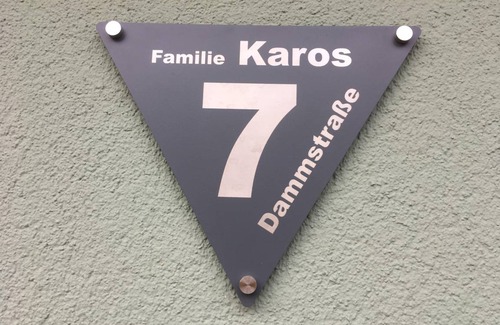 Familie Karos
7
Dammstraße